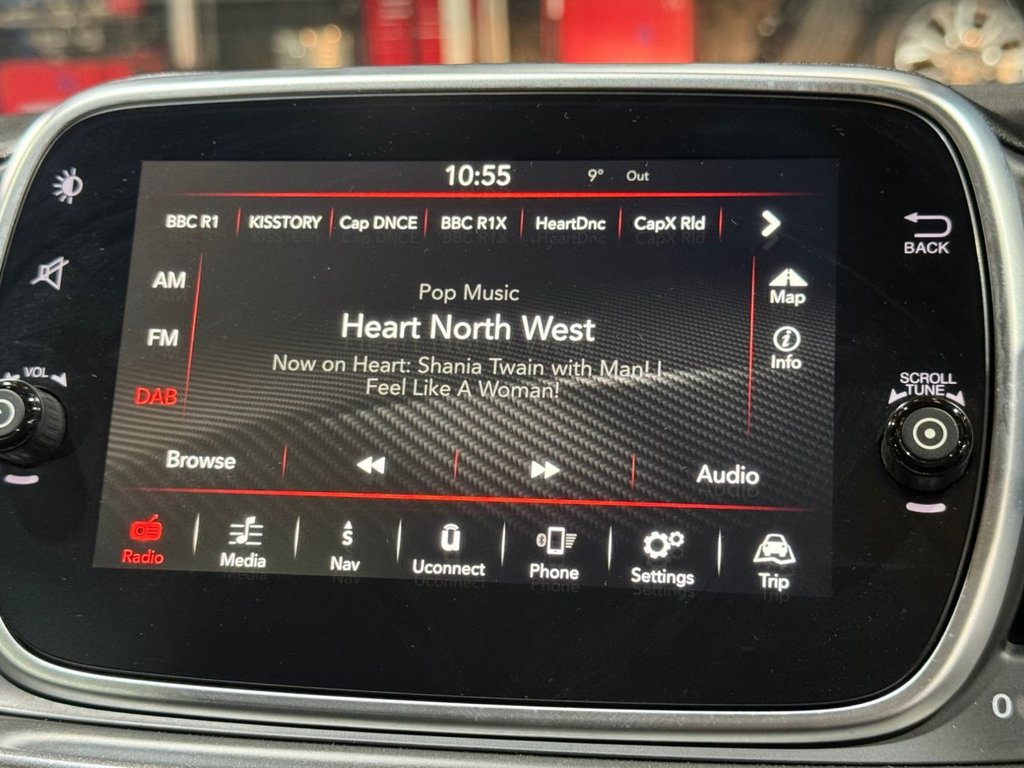 10:55 9° Out
BBC R1 KISSTORY Cap DNCE BBC R1X HeartDnc CapX Rld
BACK
AM
FM
DAB
Pop Music
Heart North West
Now on Heart: Shania Twain with Man! I
Feel Like A Woman!
Map
Info
VOL
SCROLL
TUNE
Browse Audio
Radio Media Nav Uconnect Phone Settings Trip
0